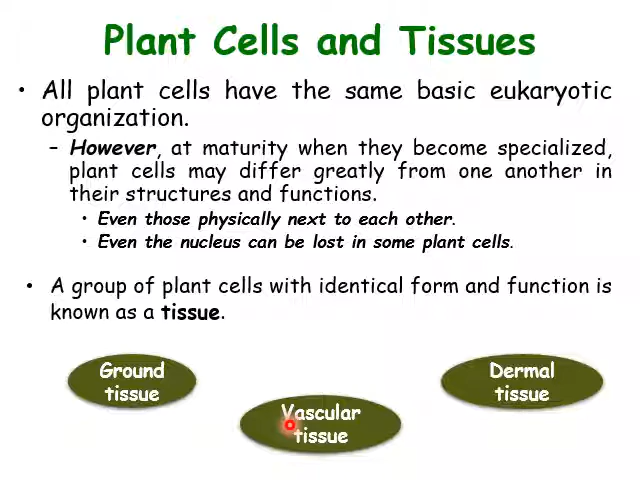 Plant Cells and Tissues
• All plant cells have the same basic eukaryotic
organization.
– However, at maturity when they become specialized,
plant cells may differ greatly from one another in
their structures and functions.
• Even those physically next to each other.
• Even the nucleus can be lost in some plant cells.
• A group of plant cells with identical form and function is
known as a tissue.
Ground
tissue
Vascular
tissue
Dermal
tissue